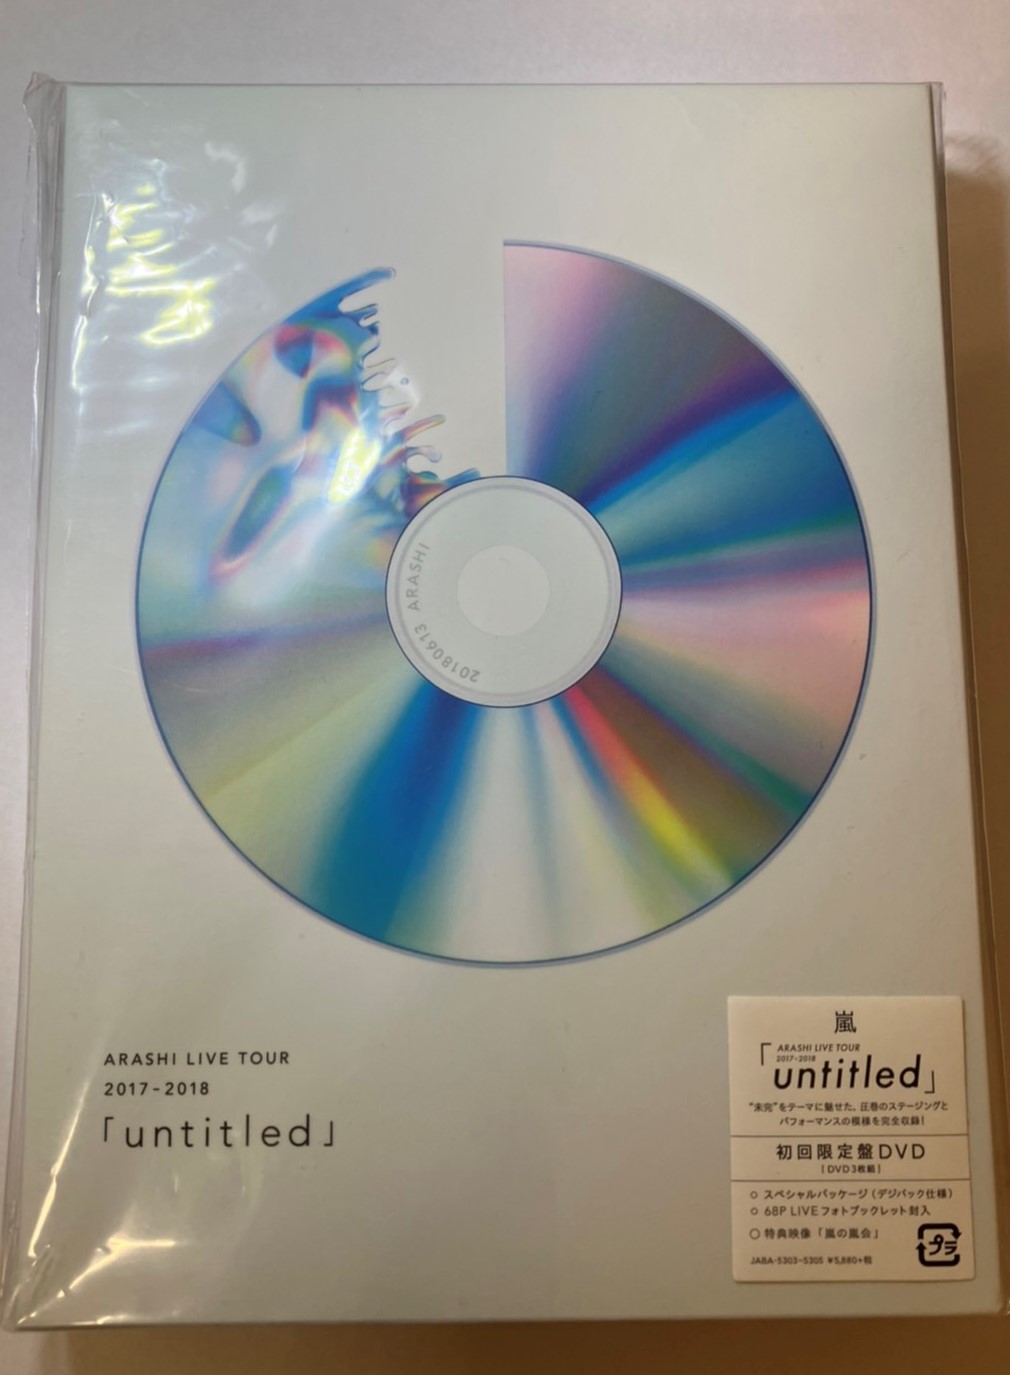 20180613 ARASHI
ARASHI LIVE TOUR
2017-2018
「untitled」
嵐
ARASHI LIVE TOUR
2017-2018
「untitled」
"未完"をテーマに魅せた、圧巻のステージングと
パフォーマンスの模様を完全収録!
初回限定盤DVD
[DVD3枚組]
○ スペシャルパッケージ（デジパック仕様）
○ 68P LIVEフォトブックレット封入
○ 特典映像「嵐の嵐会」
JABA-5303~5305 ¥5,880+税
プラ